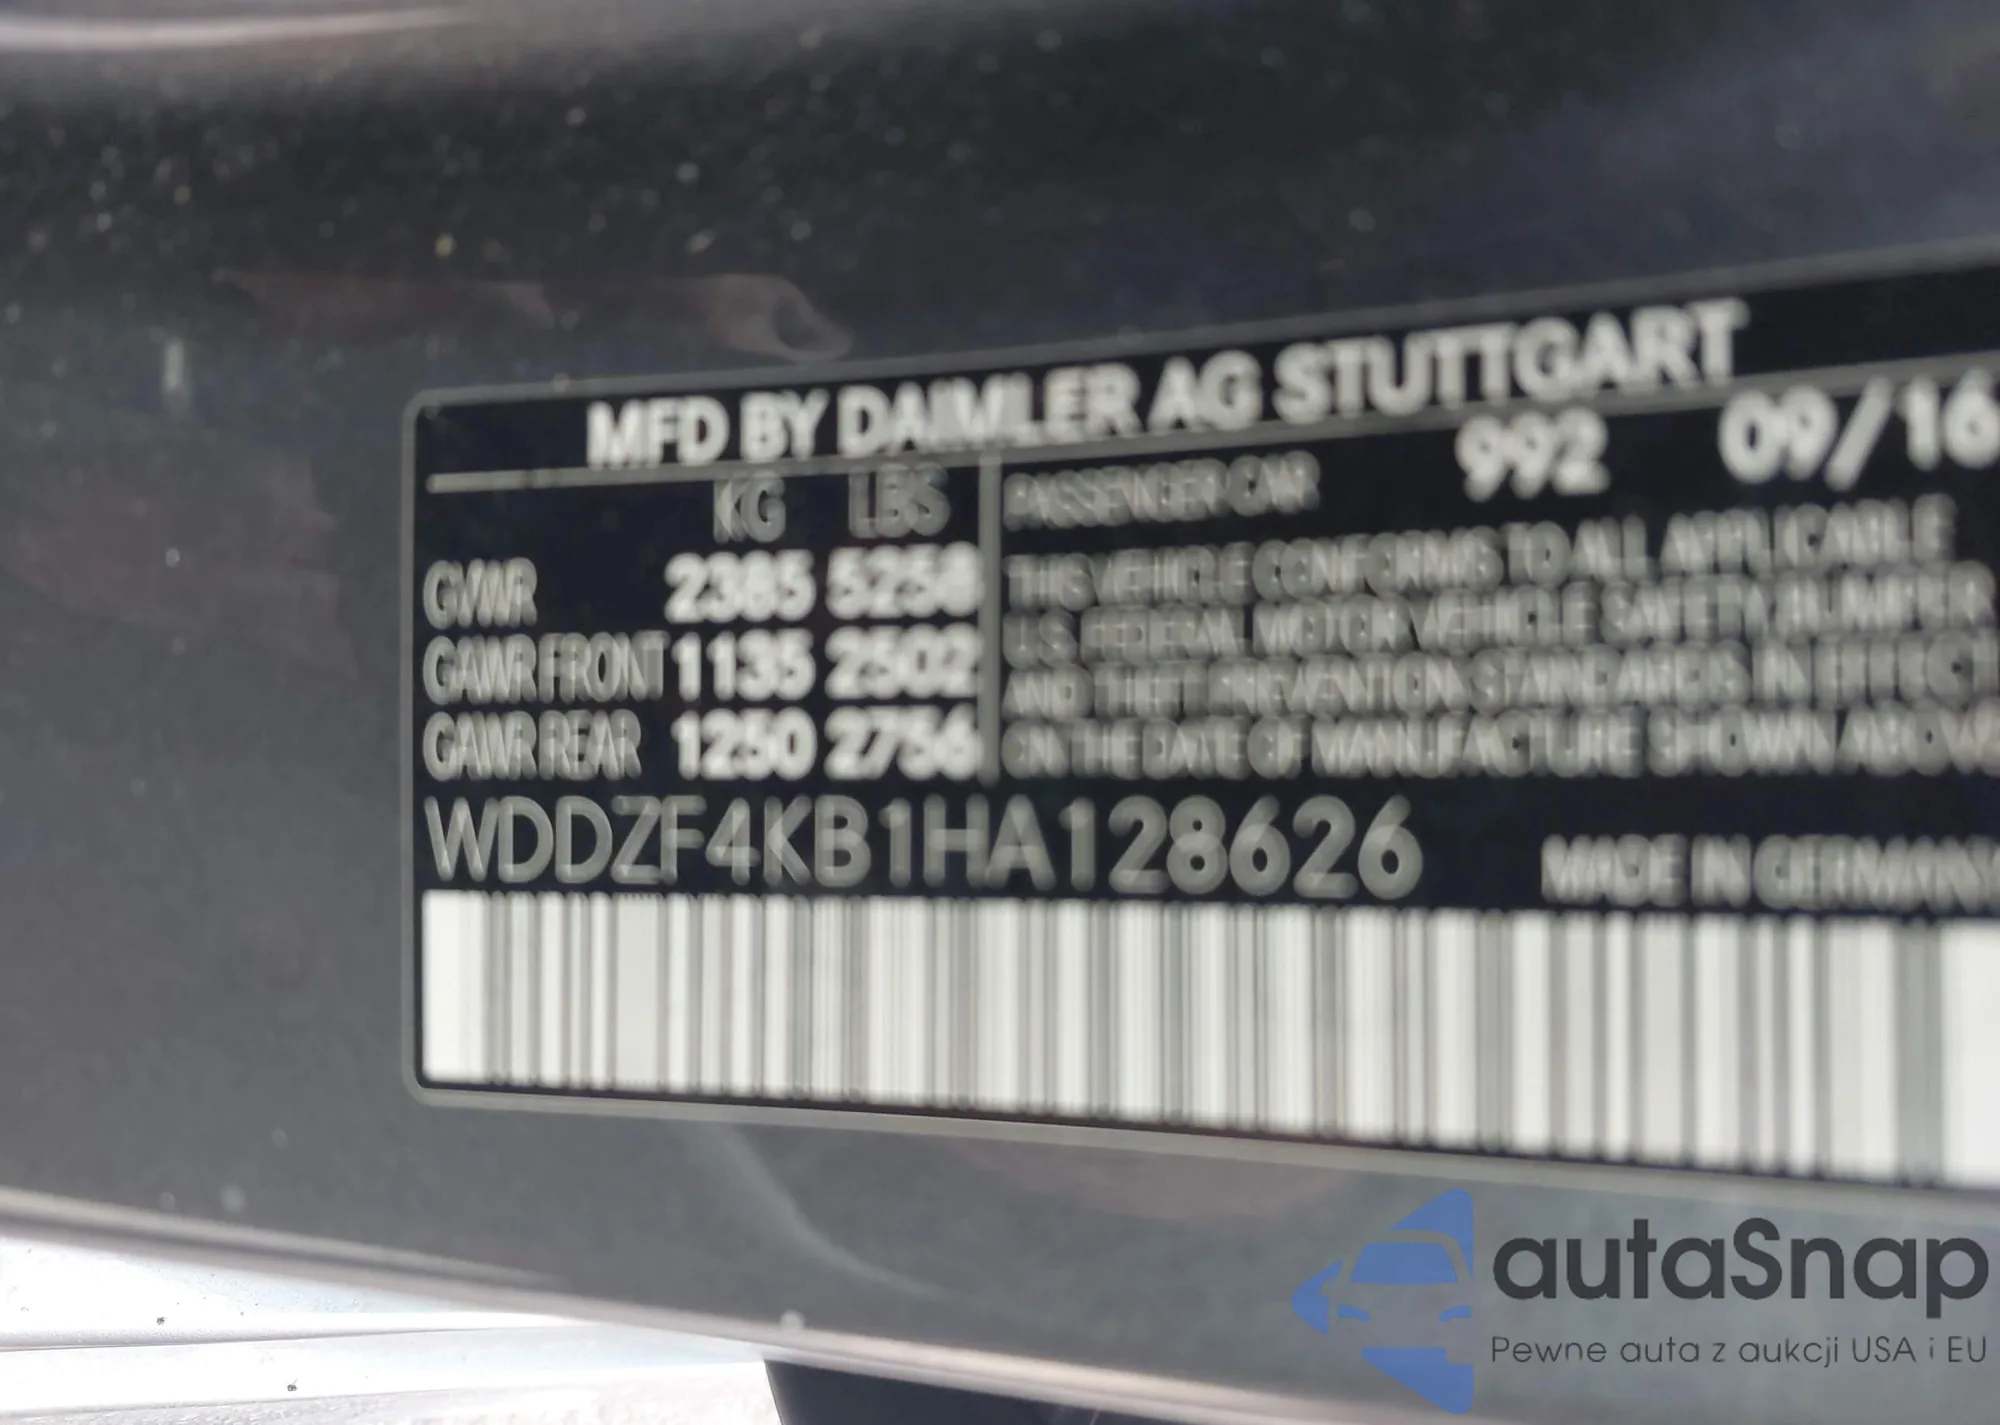 MFD BY DAIMLER AG STUTTGART
KG LBS PASSENGER CAR 992 09/16
GVWR 2385 5258 THIS VEHICLE CONFORMS TO ALL APPLICABLE
U.S. FEDERAL MOTOR VEHICLE SAFETY, BUMPER
GAWR FRONT 1135 2502 AND THEFT PREVENTION STANDARDS IN EFFECT
GAWR REAR 1250 2756 ON THE DATE OF MANUFACTURE SHOWN ABOVE
WDDZF4KB1HA128626 MADE IN GERMANY
autaSnap
Pewne auta z aukcji USA i EU